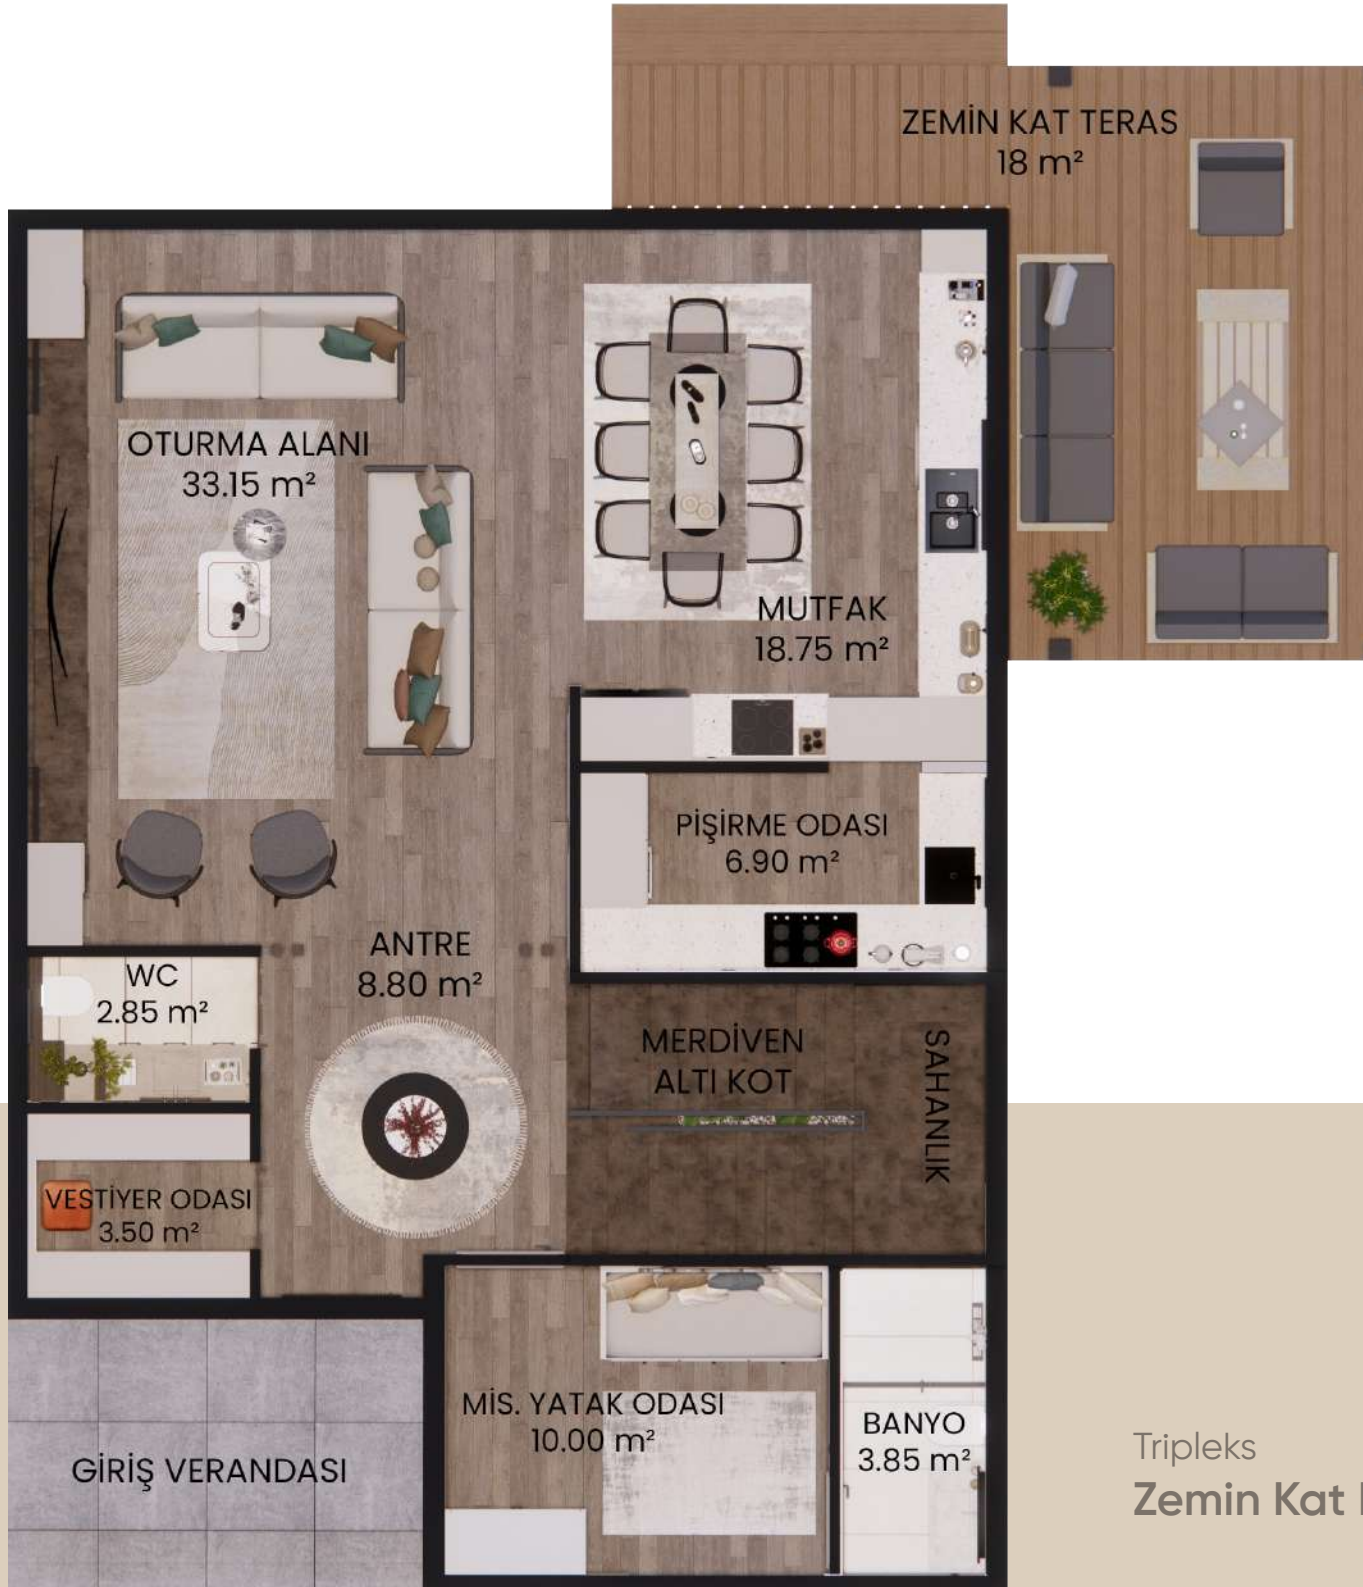 ZEMİN KAT TERAS
18 m²
OTURMA ALANI
33.15 m²
MUTFAK
18.75 m²
PİŞİRME ODASI
6.90 m²
ANTRE
8.80 m²
WC
2.85 m²
MERDİVEN
ALTI KOT
SAHANLIK
VESTİYER ODASI
3.50 m²
MİS. YATAK ODASI
10.00 m²
BANYO
3.85 m²
GİRİŞ VERANDASI
Tripleks
Zemin Kat